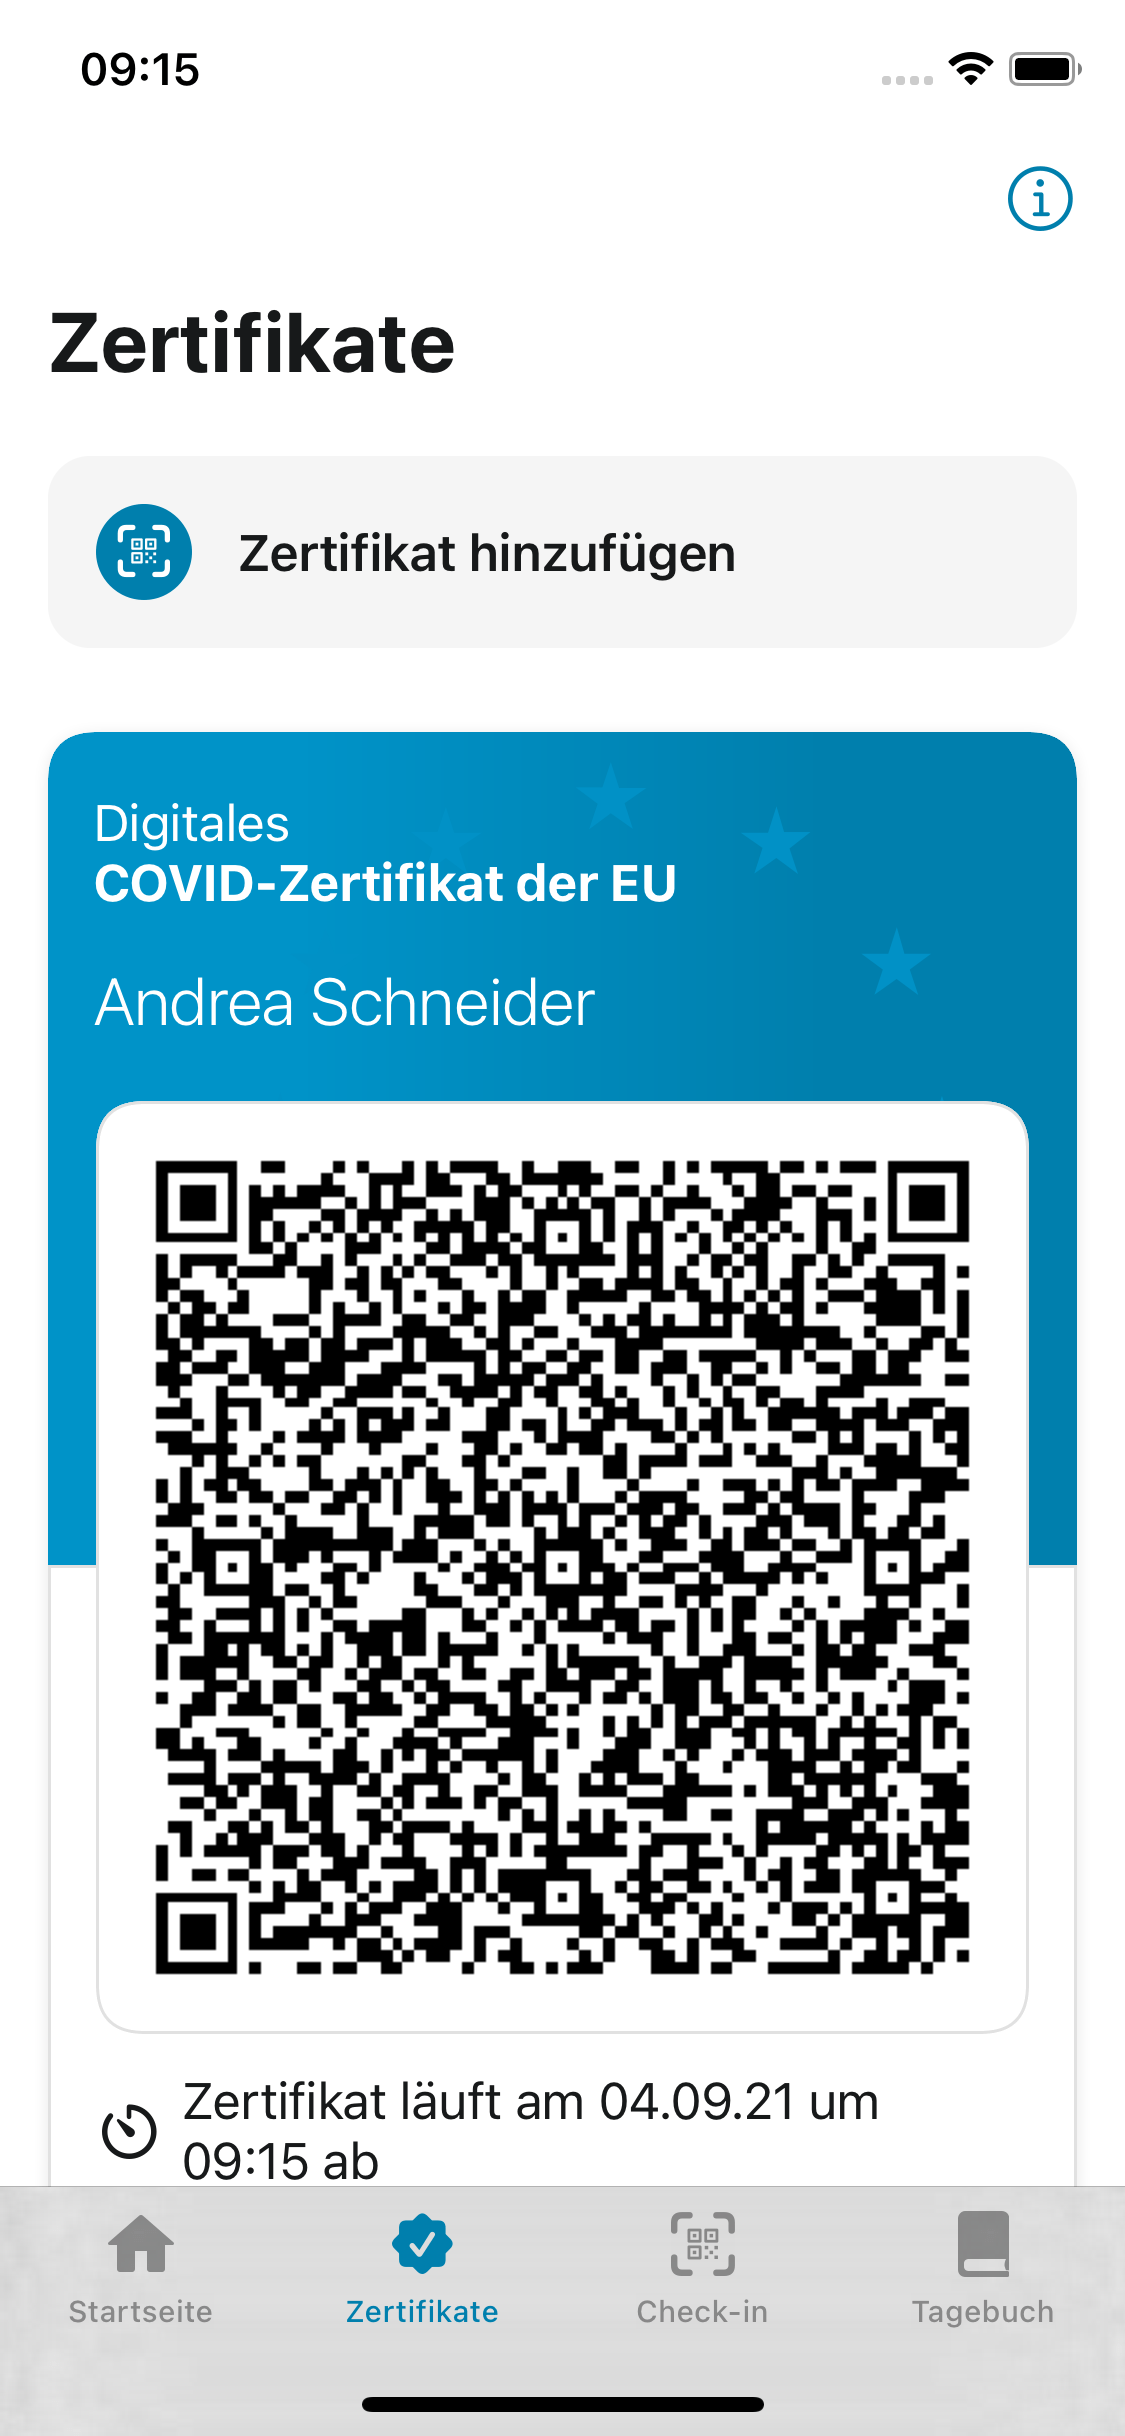 09:15
Zertifikate
Zertifikat hinzufügen
Digitales
COVID-Zertifikat der EU
Andrea Schneider
Zertifikat läuft am 04.09.21 um
09:15 ab
Startseite
Zertifikate
Check-in
Tagebuch